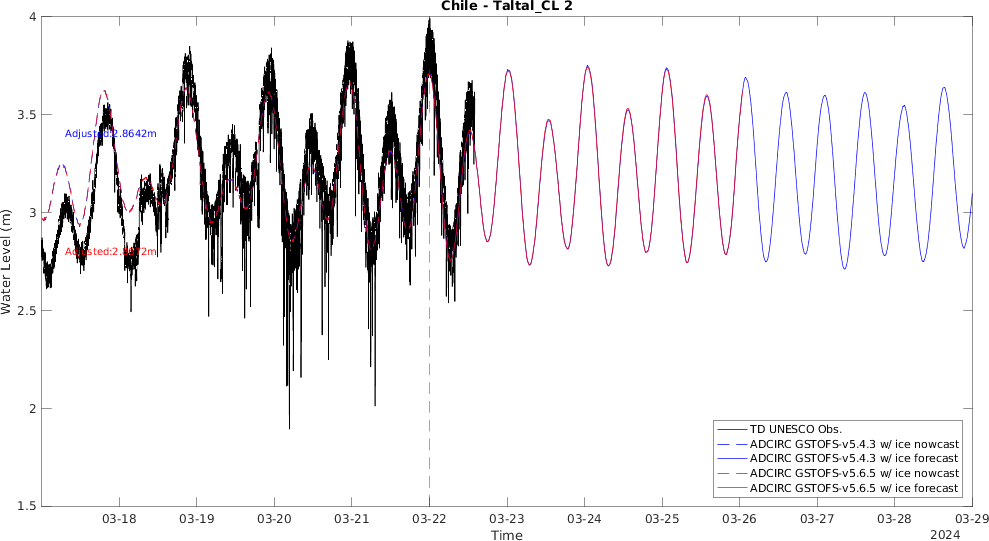 Chile - Taltal_CL 2
Water Level (m)
4
3.5
3
2.5
2
1.5
Adjusted:2.8642m
03-18
03-19
03-20
03-21
03-22
03-23
03-24
03-25
03-26
03-27
03-28
03-29
2024
Time
TD UNESCO Obs.
ADCIRC GSTOFS-v5.4.3 w/ ice nowcast
ADCIRC GSTOFS-v5.4.3 w/ ice forecast
ADCIRC GSTOFS-v5.6.5 w/ ice nowcast
ADCIRC GSTOFS-v5.6.5 w/ ice forecast